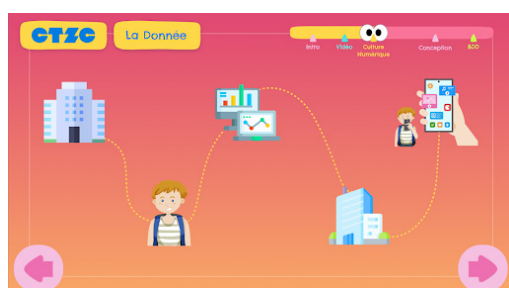 CTZC
La Donnée
Intro
Vidéo
Culture
Numérique
Conception
BDD